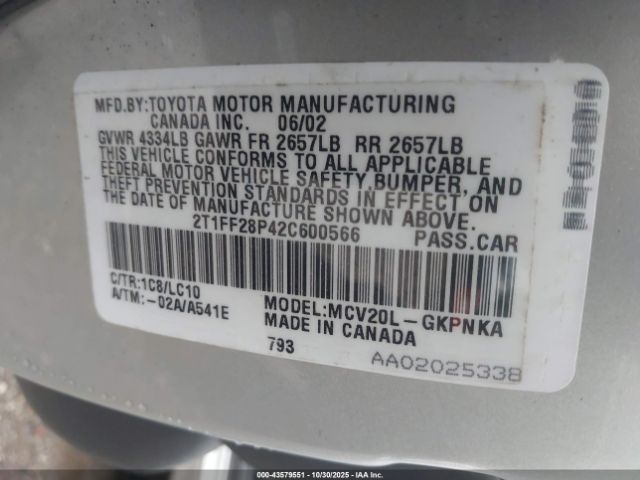 MFD.BY:TOYOTA MOTOR MANUFACTURING
CANADA INC. 06/02
GVWR 4334LB GAWR FR 2657LB RR 2657LB
THIS VEHICLE CONFORMS TO ALL APPLICABLE
FEDERAL MOTOR VEHICLE SAFETY,BUMPER, AND
THEFT PREVENTION STANDARDS IN EFFECT ON
THE DATE OF MANUFACTURE SHOWN ABOVE.
2T1FF28P42C600566 PASS.CAR
C/TR:1C8/LC10
A/TM:-02A/A541E
MODEL:MCV20L-GKPNKA
MADE IN CANADA
793
AA02025338
000-43579551 | 10/30/2025 - IAA, LLC